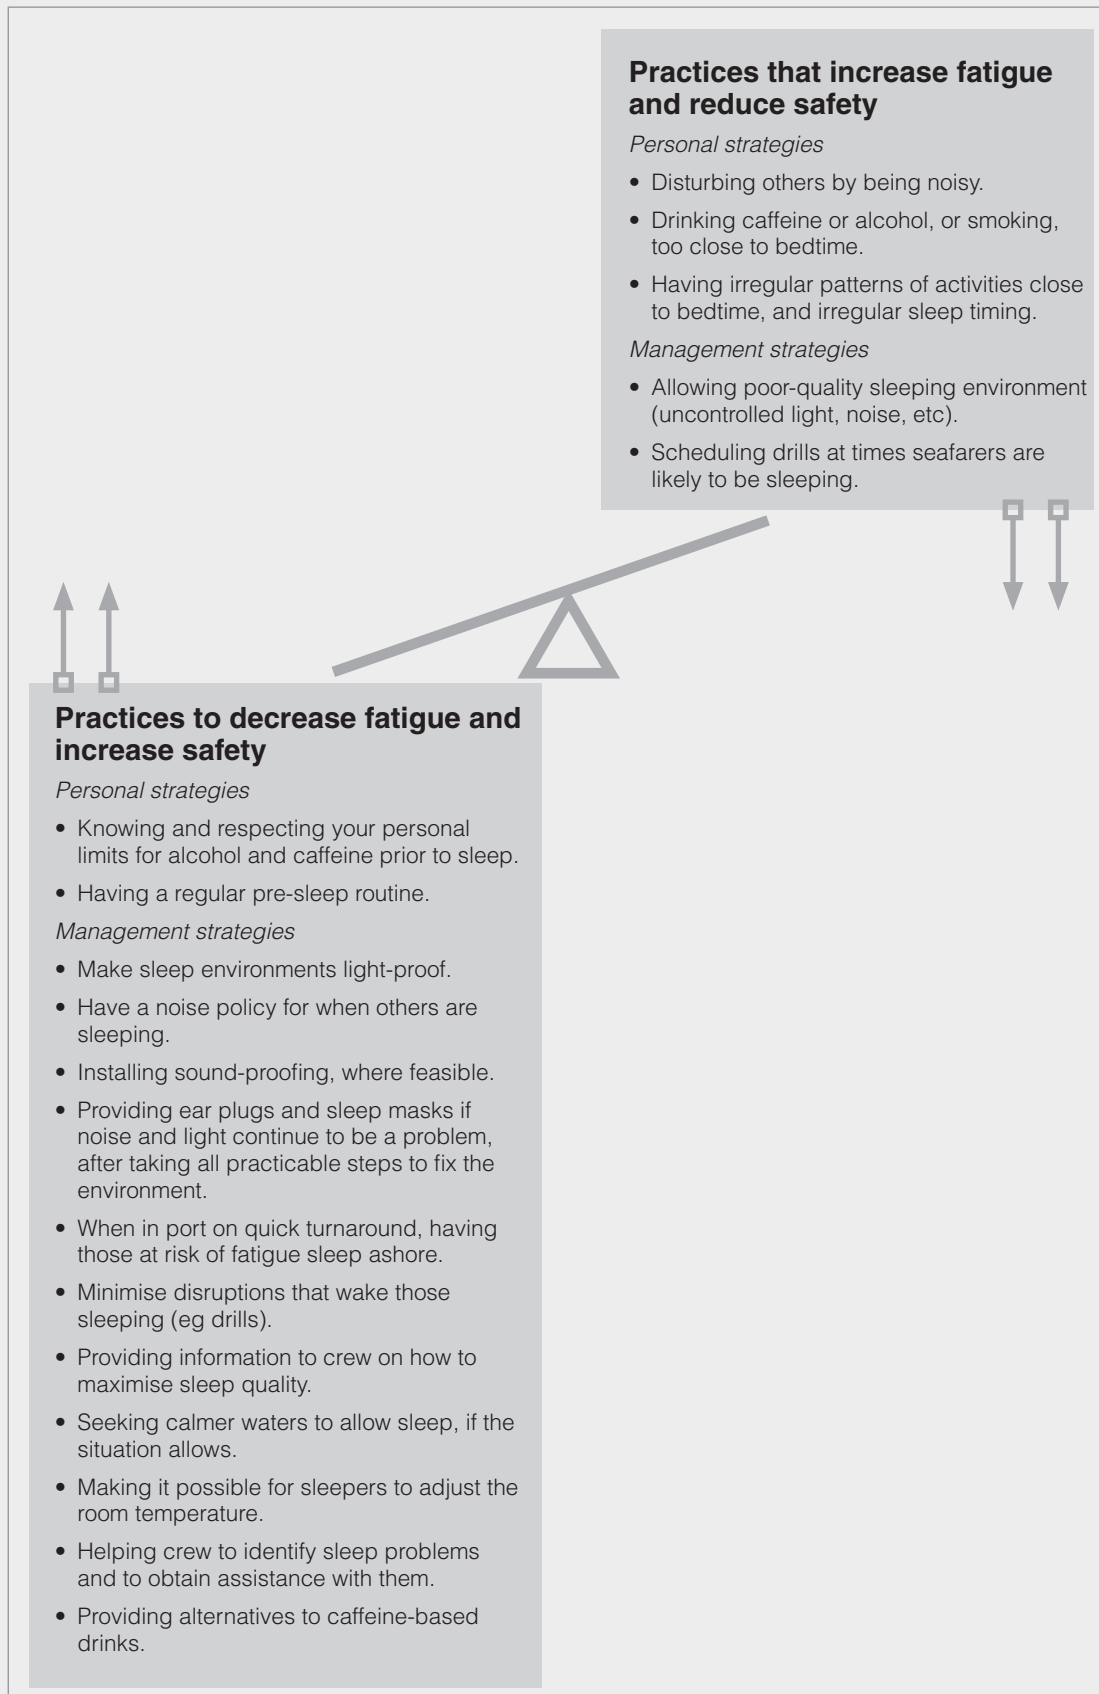 Practices that increase fatigue
and reduce safety
Personal strategies
• Disturbing others by being noisy.
• Drinking caffeine or alcohol, or smoking,
too close to bedtime.
• Having irregular patterns of activities close
to bedtime, and irregular sleep timing.
Management strategies
• Allowing poor-quality sleeping environment
(uncontrolled light, noise, etc).
• Scheduling drills at times seafarers are
likely to be sleeping.
Practices to decrease fatigue and
increase safety
Personal strategies
• Knowing and respecting your personal
limits for alcohol and caffeine prior to sleep.
• Having a regular pre-sleep routine.
Management strategies
• Make sleep environments light-proof.
• Have a noise policy for when others are
sleeping.
• Installing sound-proofing, where feasible.
• Providing ear plugs and sleep masks if
noise and light continue to be a problem,
after taking all practicable steps to fix the
environment.
• When in port on quick turnaround, having
those at risk of fatigue sleep ashore.
• Minimise disruptions that wake those
sleeping (eg drills).
• Providing information to crew on how to
maximise sleep quality.
• Seeking calmer waters to allow sleep, if the
situation allows.
• Making it possible for sleepers to adjust the
room temperature.
• Helping crew to identify sleep problems
and to obtain assistance with them.
• Providing alternatives to caffeine-based
drinks.